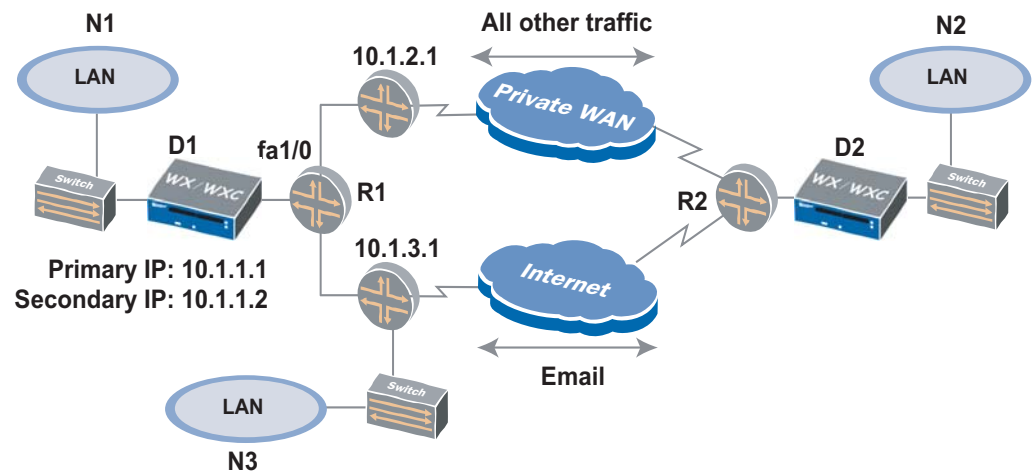 N1
All other traffic
N2
LAN
10.1.2.1
Private WAN
LAN
fa1/0
D1
D2
Switch
WX/WXC
R1
R2
WX/WXC
Switch
10.1.3.1
Primary IP: 10.1.1.1
Secondary IP: 10.1.1.2
Internet
Email
Switch
LAN
N3